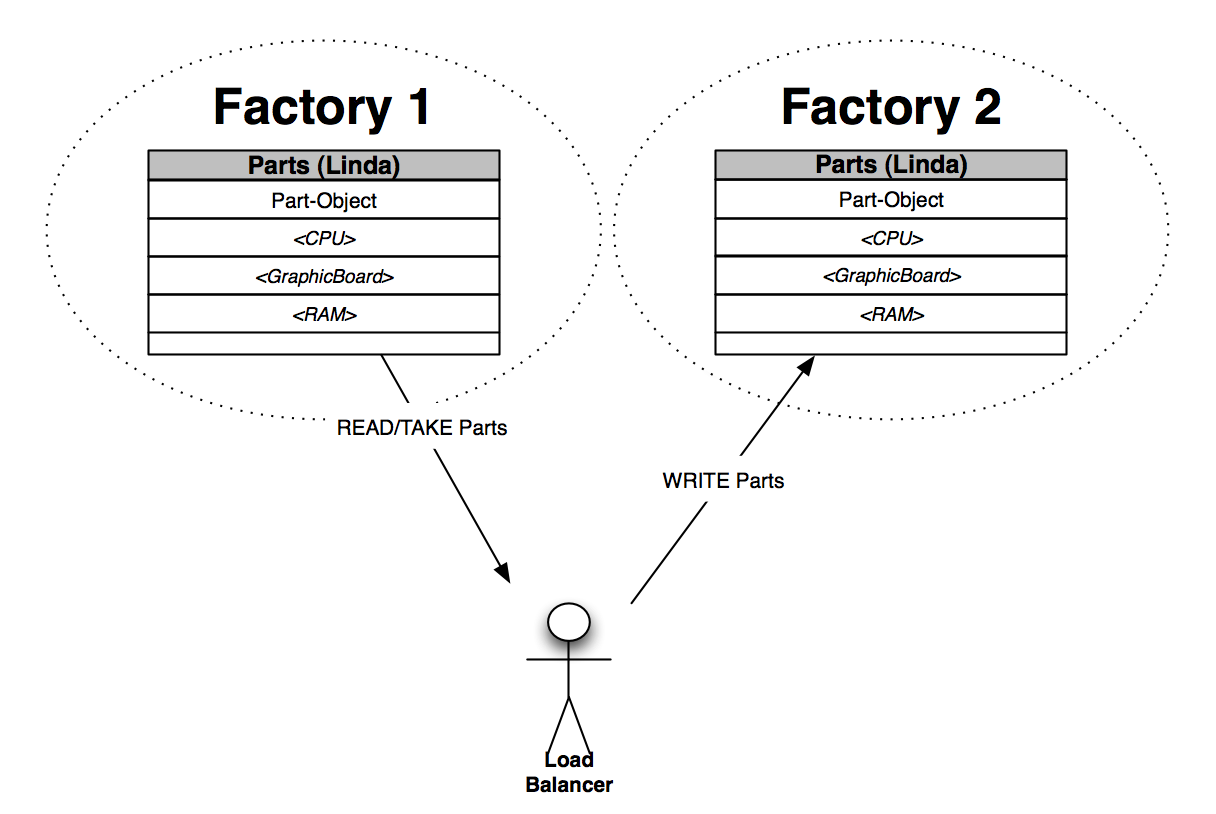 Factory 1
Parts (Linda)
Part-Object
<CPU>
<GraphicBoard>
<RAM>
Factory 2
Parts (Linda)
Part-Object
<CPU>
<GraphicBoard>
<RAM>
READ/TAKE Parts
WRITE Parts
Load
Balancer